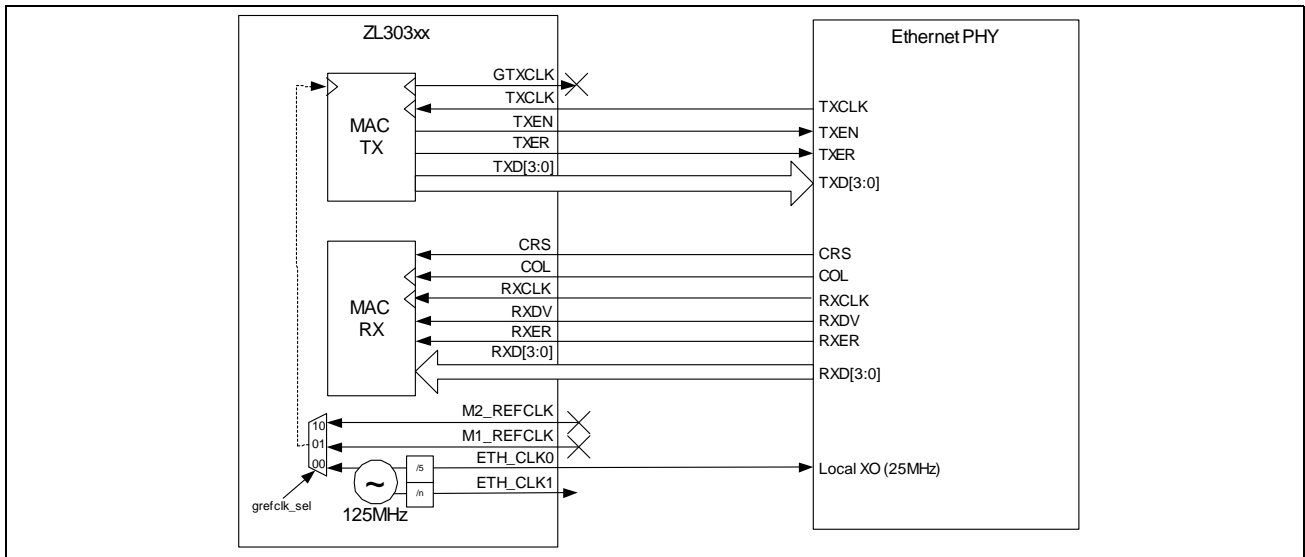 ZL303xx
Ethernet PHY
GTXCLK
TXCLK
TXCLK
TXEN
TXEN
TXER
TXER
TXD[3:0]
TXD[3:0]
MAC
TX
CRS
CRS
COL
COL
RXCLK
RXCLK
RXDV
RXDV
RXER
RXER
RXD[3:0]
RXD[3:0]
MAC
RX
M2_REFCLK
10
M1_REFCLK
01
ETH_CLK0
00
/5
Local XO (25MHz)
ETH_CLK1
~
/n
grefclk_sel
125MHz